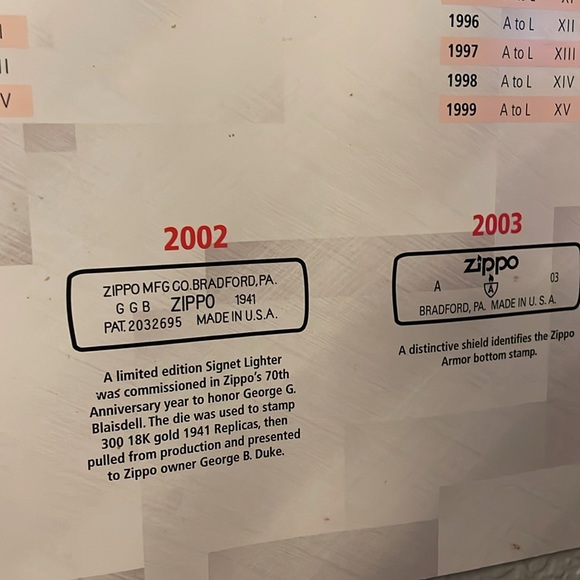 I
II
V
1996 A to L XII
1997 A to L XIII
1998 A to L XIV
1999 A to L XV
2002
ZIPPO MFG CO. BRADFORD, PA.
G G B ZIPPO 1941
PAT. 2032695 MADE IN U.S.A.
A limited edition Signet Lighter
was commissioned in Zippo's 70th
Anniversary year to honor George G.
Blaisdell. The die was used to stamp
300 18K gold 1941 Replicas, then
pulled from production and presented
to Zippo owner George B. Duke.
2003
zippo
A A 03
BRADFORD, PA. MADE IN U. S. A.
A distinctive shield identifies the Zippo
Armor bottom stamp.